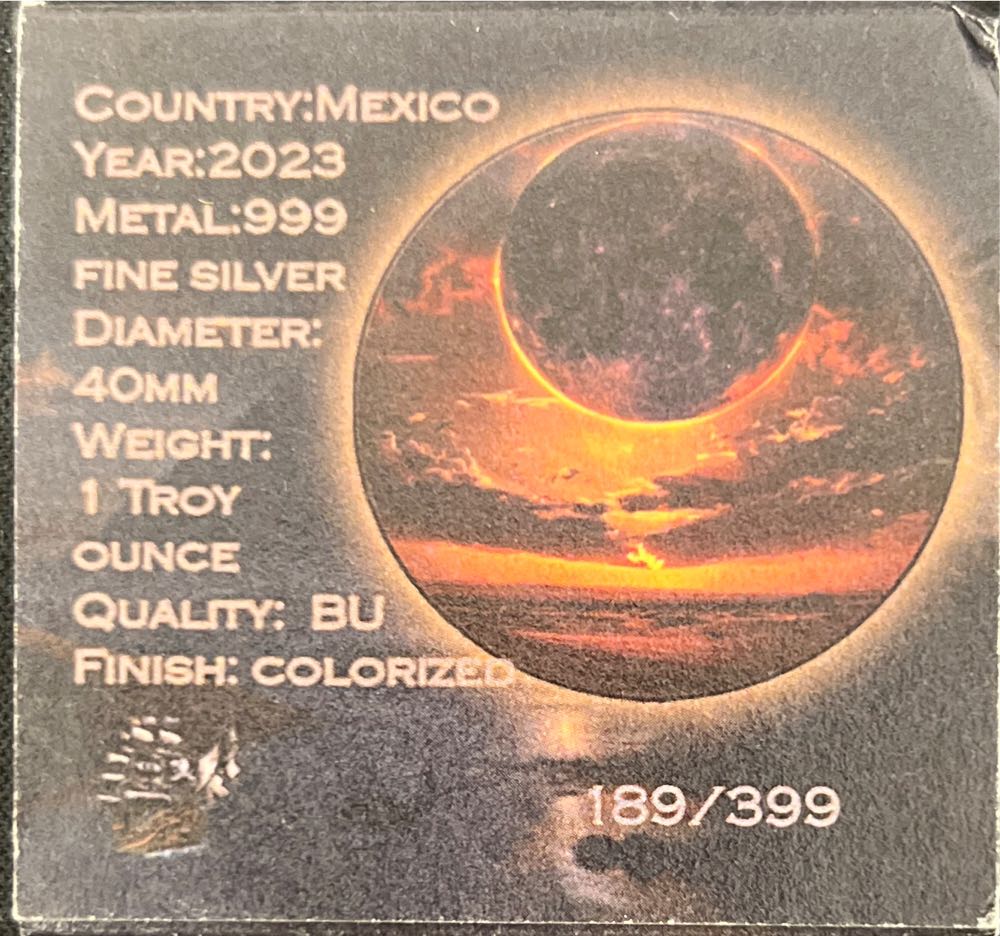 COUNTRY:MEXICO
YEAR:2023
METAL:999
FINE SILVER
DIAMETER:
40MM
WEIGHT:
1 TROY
OUNCE
QUALITY: BU
FINISH: COLORIZED
189/399